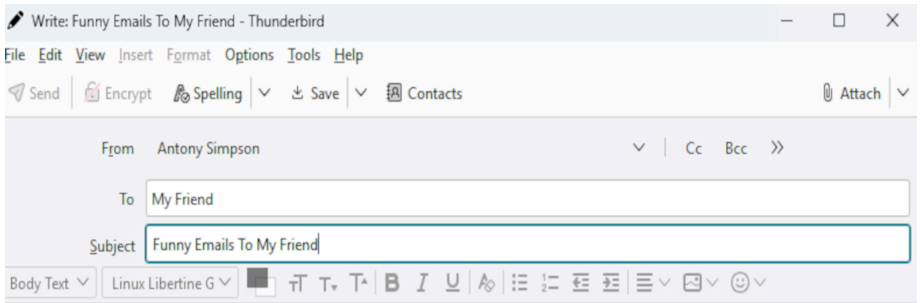 Write: Funny Emails To My Friend - Thunderbird
File Edit View Insert Format Options Tools Help
Send Encrypt Spelling Save Contacts Attach
From Antony Simpson Cc Bcc
To My Friend
Subject Funny Emails To My Friend
Body Text Linux Libertine G